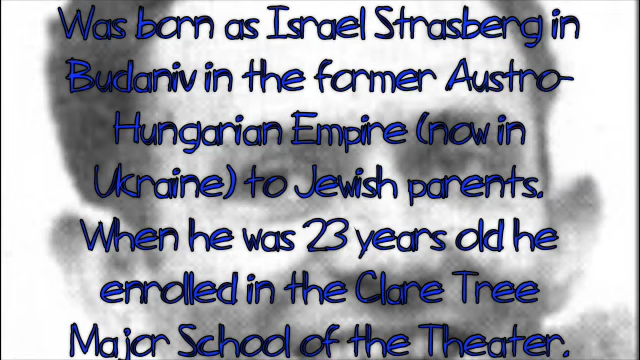 Was born as Israel Strasberg in
Budaniv in the former Austro-
Hungarian Empire (now in
Ukraine) to Jewish parents.
When he was 23 years old he
enrolled in the Clare Tree
Major School of the Theater.